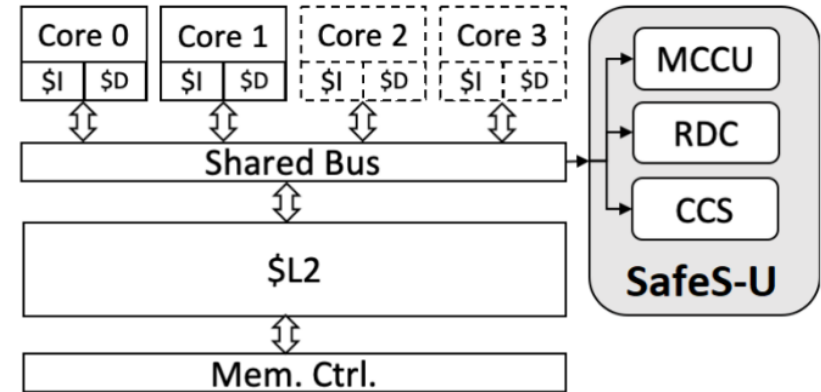 Core 0 Core 1 Core 2 Core 3
$I $D $I $D $I $D $I $D
MCCU
RDC
CCS
SafeS-U
Shared Bus
$L2
Mem. Ctrl.